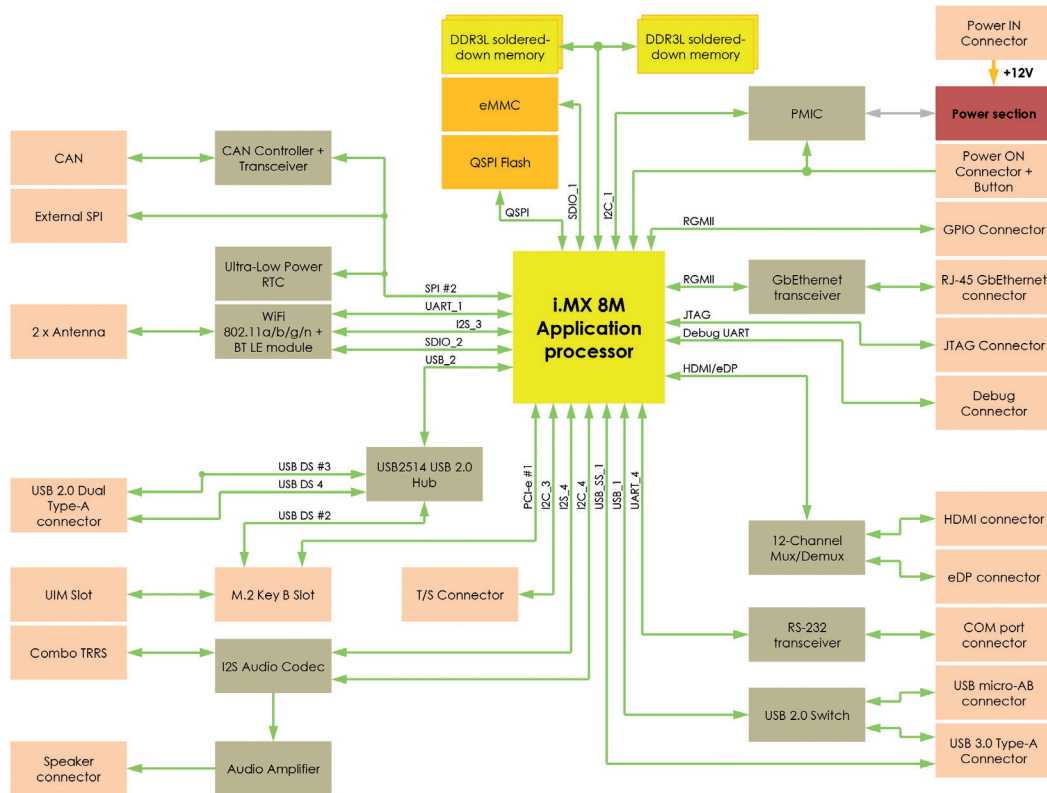 DDR3L soldered-
down memory
DDR3L soldered-
down memory
Power IN
Connector
+12V
eMMC
PMIC
Power section
CAN
CAN Controller +
Transceiver
QSPI Flash
Power ON
Connector +
Button
External SPI
QSPI
SDIO_1
I2C_1
RGMII
GPIO Connector
Ultra-Low Power
RTC
SPI #2
i.MX 8M
Application
processor
RGMII
GbEthernet
transceiver
RJ-45 GbEthernet
connector
2 x Antenna
WiFi
802.11a/b/g/n +
BT LE module
UART_1
I2S_3
SDIO_2
USB_2
JTAG
Debug UART
HDMI/eDP
JTAG Connector
Debug
Connector
USB DS #3
USB DS 4
USB DS #2
USB2514 USB 2.0
Hub
USB 2.0 Dual
Type-A
connector
PCI-e #1
I2C_3
I2S_4
I2C_4
USB_SS_1
USB_1
UART_4
12-Channel
Mux/Demux
HDMI connector
eDP connector
UIM Slot
M.2 Key B Slot
T/S Connector
RS-232
transceiver
COM port
connector
Combo TRRS
I2S Audio Codec
USB 2.0 Switch
USB micro-AB
connector
USB 3.0 Type-A
Connector
Speaker
connector
Audio Amplifier